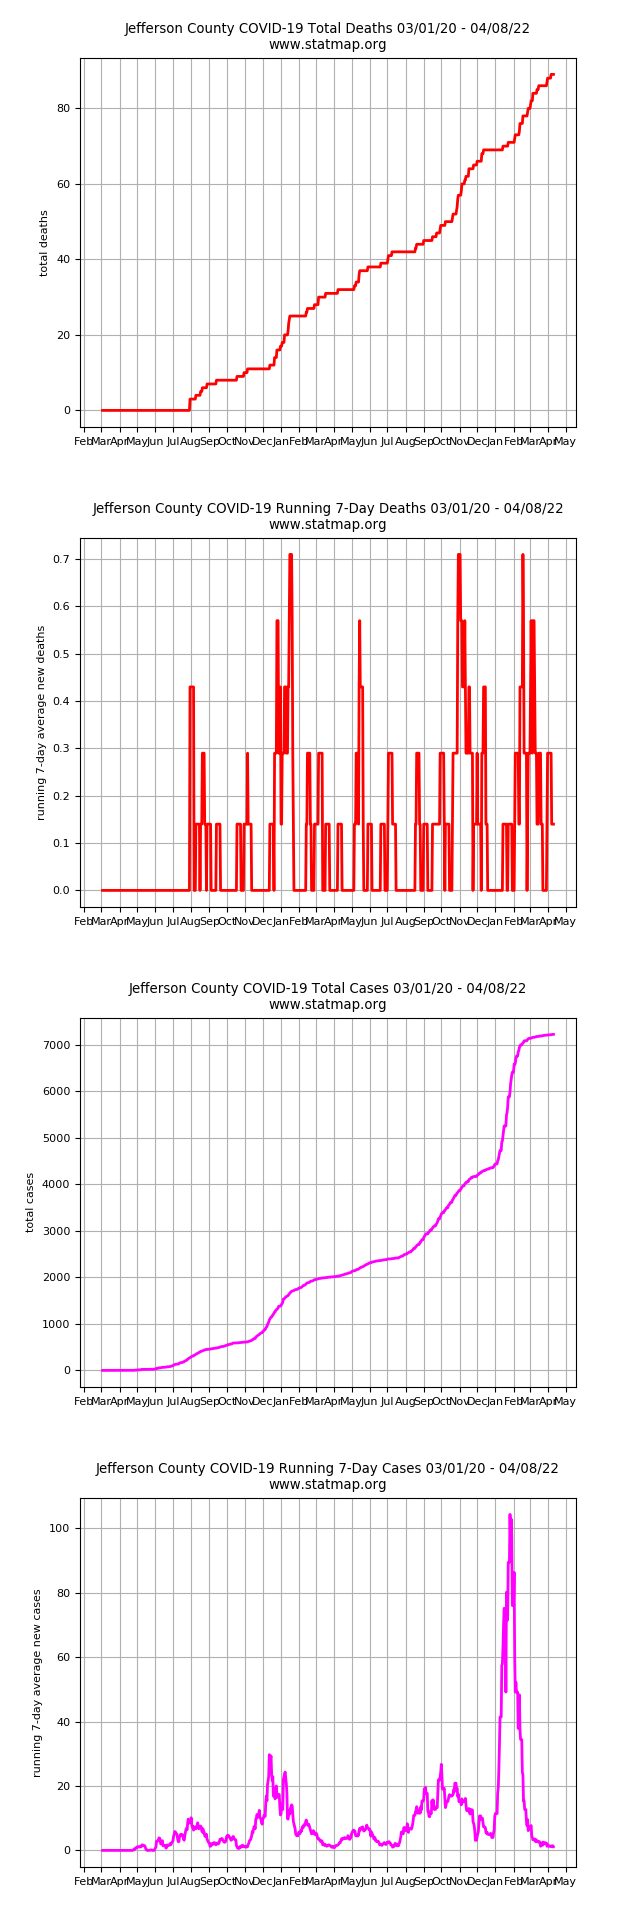 Jefferson County COVID-19 Total Deaths 03/01/20 - 04/08/22
www.statmap.org
total deaths
80
60
40
20
0
Feb Mar Apr May Jun Jul Aug Sep Oct Nov Dec Jan Feb Mar Apr May Jun Jul Aug Sep Oct Nov Dec Jan Feb Mar Apr May
Jefferson County COVID-19 Running 7-Day Deaths 03/01/20 - 04/08/22
www.statmap.org
running 7-day average new deaths
0.7
0.6
0.5
0.4
0.3
0.2
0.1
0.0
Feb Mar Apr May Jun Jul Aug Sep Oct Nov Dec Jan Feb Mar Apr May Jun Jul Aug Sep Oct Nov Dec Jan Feb Mar Apr May
Jefferson County COVID-19 Total Cases 03/01/20 - 04/08/22
www.statmap.org
total cases
7000
6000
5000
4000
3000
2000
1000
0
Feb Mar Apr May Jun Jul Aug Sep Oct Nov Dec Jan Feb Mar Apr May Jun Jul Aug Sep Oct Nov Dec Jan Feb Mar Apr May
Jefferson County COVID-19 Running 7-Day Cases 03/01/20 - 04/08/22
www.statmap.org
running 7-day average new cases
100
80
60
40
20
0
Feb Mar Apr May Jun Jul Aug Sep Oct Nov Dec Jan Feb Mar Apr May Jun Jul Aug Sep Oct Nov Dec Jan Feb Mar Apr May